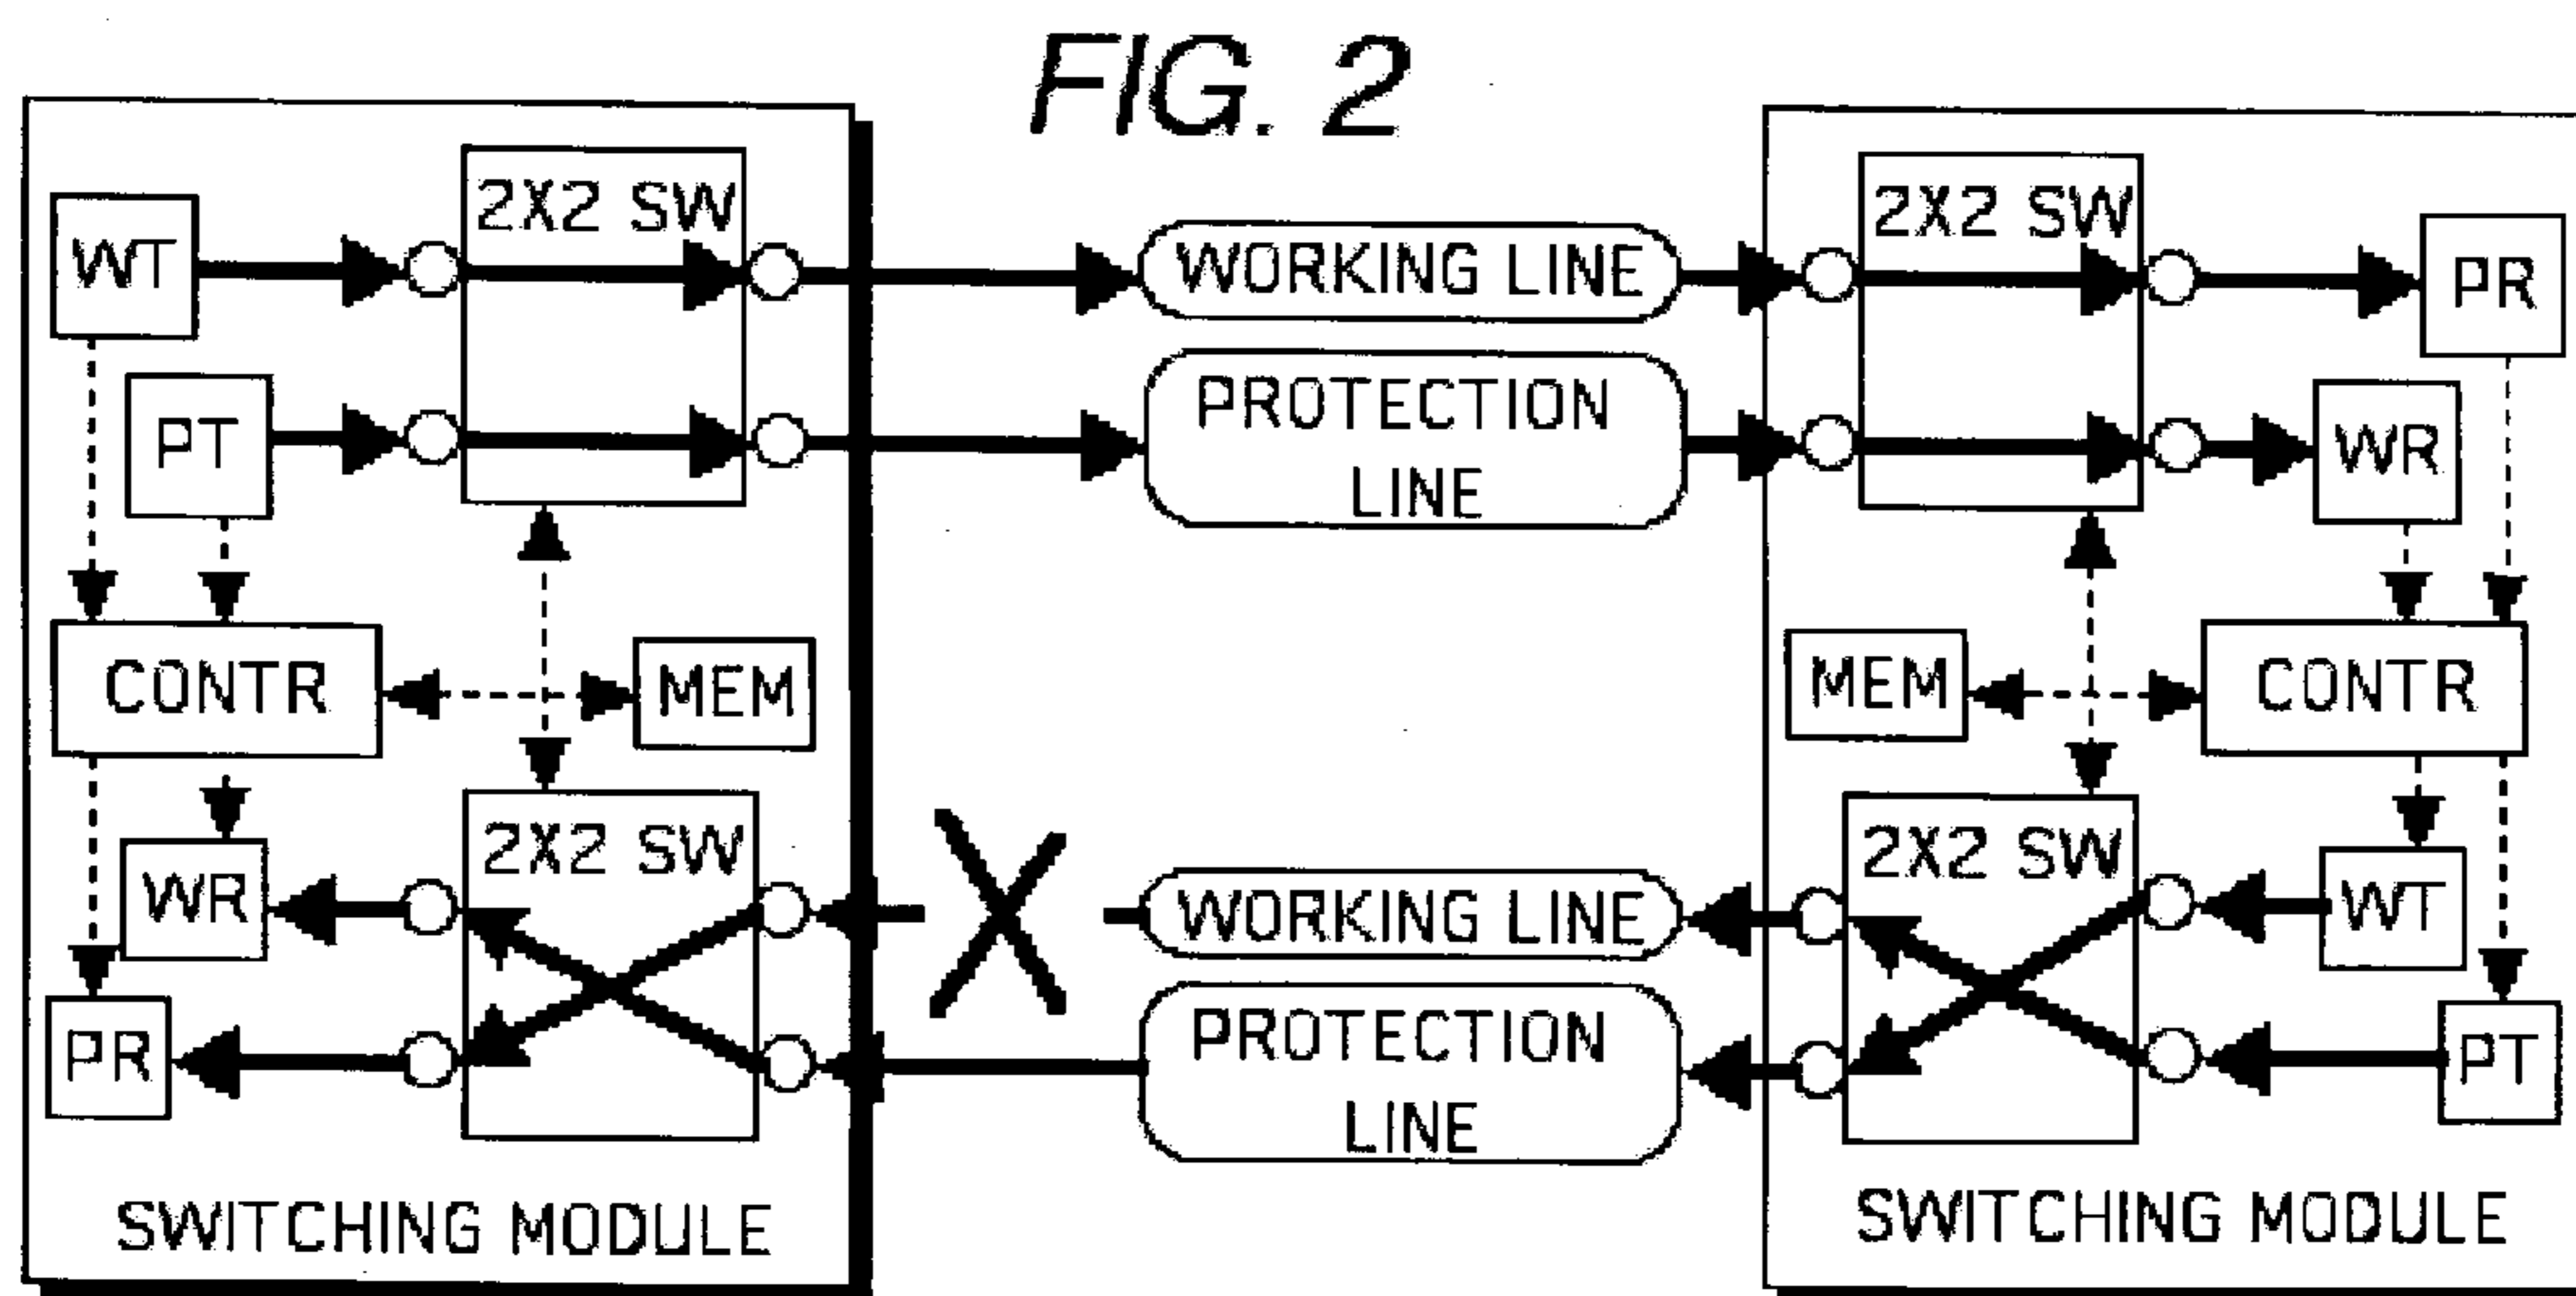 FIG. 2
2X2 SW
2X2 SW
WT
WORKING LINE
PR
PT
PROTECTION
LINE
WR
CONTR
MEM
MEM
CONTR
2X2 SW
2X2 SW
WR
X
WORKING LINE
WT
PR
PROTECTION
LINE
PT
SWITCHING MODULE
SWITCHING MODULE